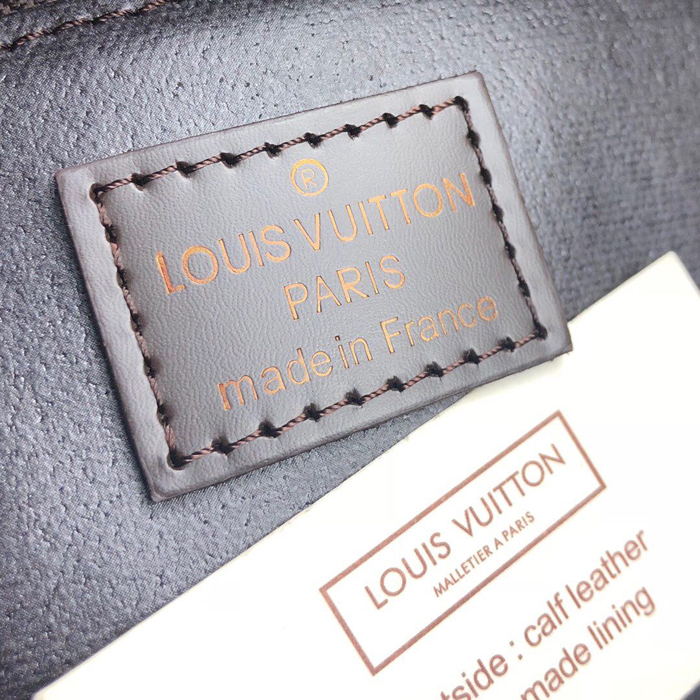 ®
LOUIS VUITTON
PARIS
made in France
LOUIS VUITTON
MALLETIER A PARIS
tside : calf leather
made lining